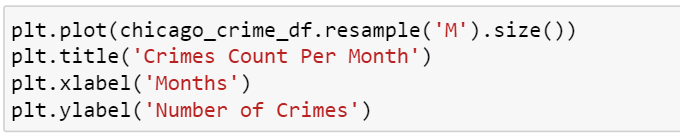 plt.plot(chicago_crime_df.resample('M').size())
plt.title('Crimes Count Per Month')
plt.xlabel('Months')
plt.ylabel('Number of Crimes')